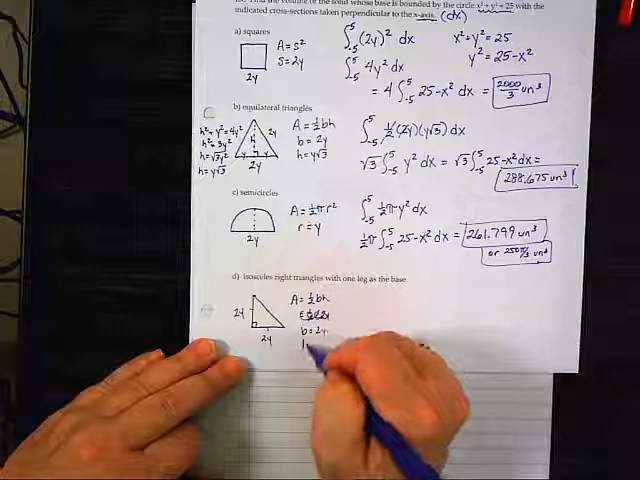 indicated cross-sections taken perpendicular to the x-axis. (dx)
a) squares
A = s²
s = 2y
2y
∫₋₅⁵ (2y)² dx
x² + y² = 25
y² = 25 - x²
∫₋₅⁵ 4y² dx
= 4 ∫₋₅⁵ 25 - x² dx = 2000/3 un³
b) equilateral triangles
h² + y² = 4y²
h² = 3y²
h = √3y²
h = y√3
2y
h
y
y
2y
A = ½bh
b = 2y
h = y√3
∫₋₅⁵ ½(2y)(y√3) dx
√3 ∫₋₅⁵ y² dx = √3 ∫₋₅⁵ 25 - x² dx =
288.675 un³
c) semicircles
2y
A = ½πr²
r = y
∫₋₅⁵ ½πy² dx
½π ∫₋₅⁵ 25 - x² dx = 261.799 un³
or 250π/3 un³
d) isosceles right triangles with one leg as the base
2y
2y
A = ½bh
b = 2y